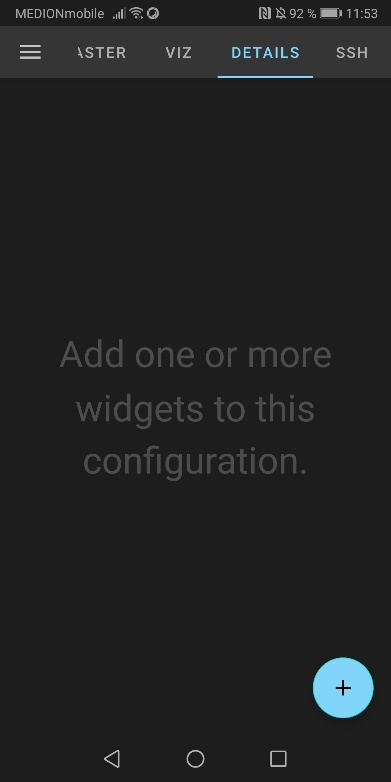 MEDIONmobile 92 % 11:53
ASTER VIZ DETAILS SSH
Add one or more
widgets to this
configuration.